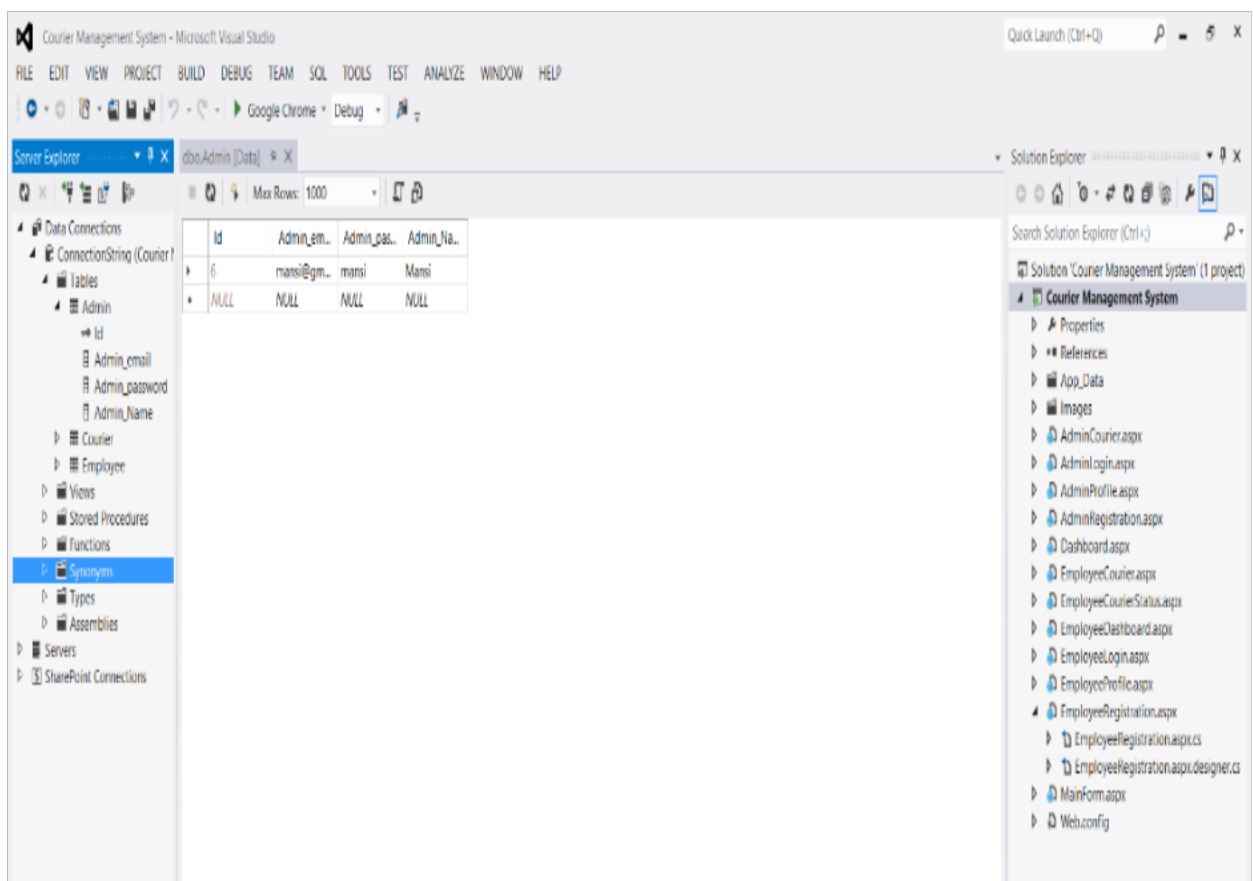 Courier Management System - Microsoft Visual Studio
Quick Launch (Ctrl+Q)
FILE EDIT VIEW PROJECT BUILD DEBUG TEAM SQL TOOLS TEST ANALYZE WINDOW HELP
Google Chrome Debug
Server Explorer
dbo.Admin [Data]
Solution Explorer
Max Rows: 1000
Search Solution Explorer (Ctrl+;)
Data Connections
ConnectionString (Courier M
Tables
Admin
Id
Admin_email
Admin_password
Admin_Name
Courier
Employee
Views
Stored Procedures
Functions
Synonyms
Types
Assemblies
Servers
SharePoint Connections
Id Admin_em... Admin_pas... Admin_Na...
6 mansi@gm... mansi Mansi
NULL NULL NULL NULL
Solution 'Courier Management System' (1 project)
Courier Management System
Properties
References
App_Data
Images
AdminCourier.aspx
AdminLogin.aspx
AdminProfile.aspx
AdminRegistration.aspx
Dashboard.aspx
EmployeeCourier.aspx
EmployeeCourierStatus.aspx
EmployeeDashboard.aspx
EmployeeLogin.aspx
EmployeeProfile.aspx
EmployeeRegistration.aspx
EmployeeRegistration.aspx.cs
EmployeeRegistration.aspx.designer.cs
MainForm.aspx
Web.config